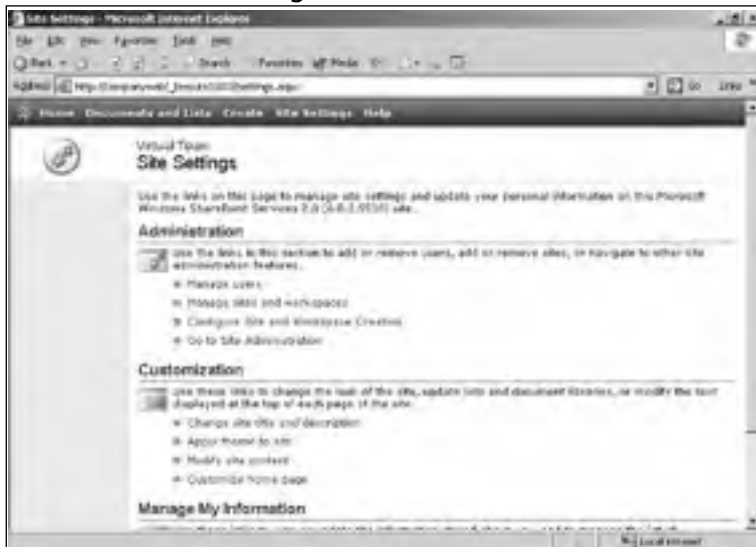 Site Settings - Microsoft Internet Explorer
File Edit View Favorites Tools Help
Back Search Favorites Media
Address
Go Links
Home Documents and Lists Create Site Settings Help
Virtual Team
Site Settings
Use the links on this page to manage site settings and update your personal information on this Microsoft
Windows SharePoint Services 2.0 site.
Administration
Use the links in this section to add or remove users, add or remove sites, or navigate to other site
administration features.
Manage users
Manage sites and workspaces
Configure Site and Workspace Creation
Go to Site Administration
Customization
Use these links to change the look of the site, update lists and document libraries, or modify the text
displayed at the top of each page of the site.
Change site title and description
Apply theme to site
Modify site content
Customize home page
Manage My Information
Local intranet